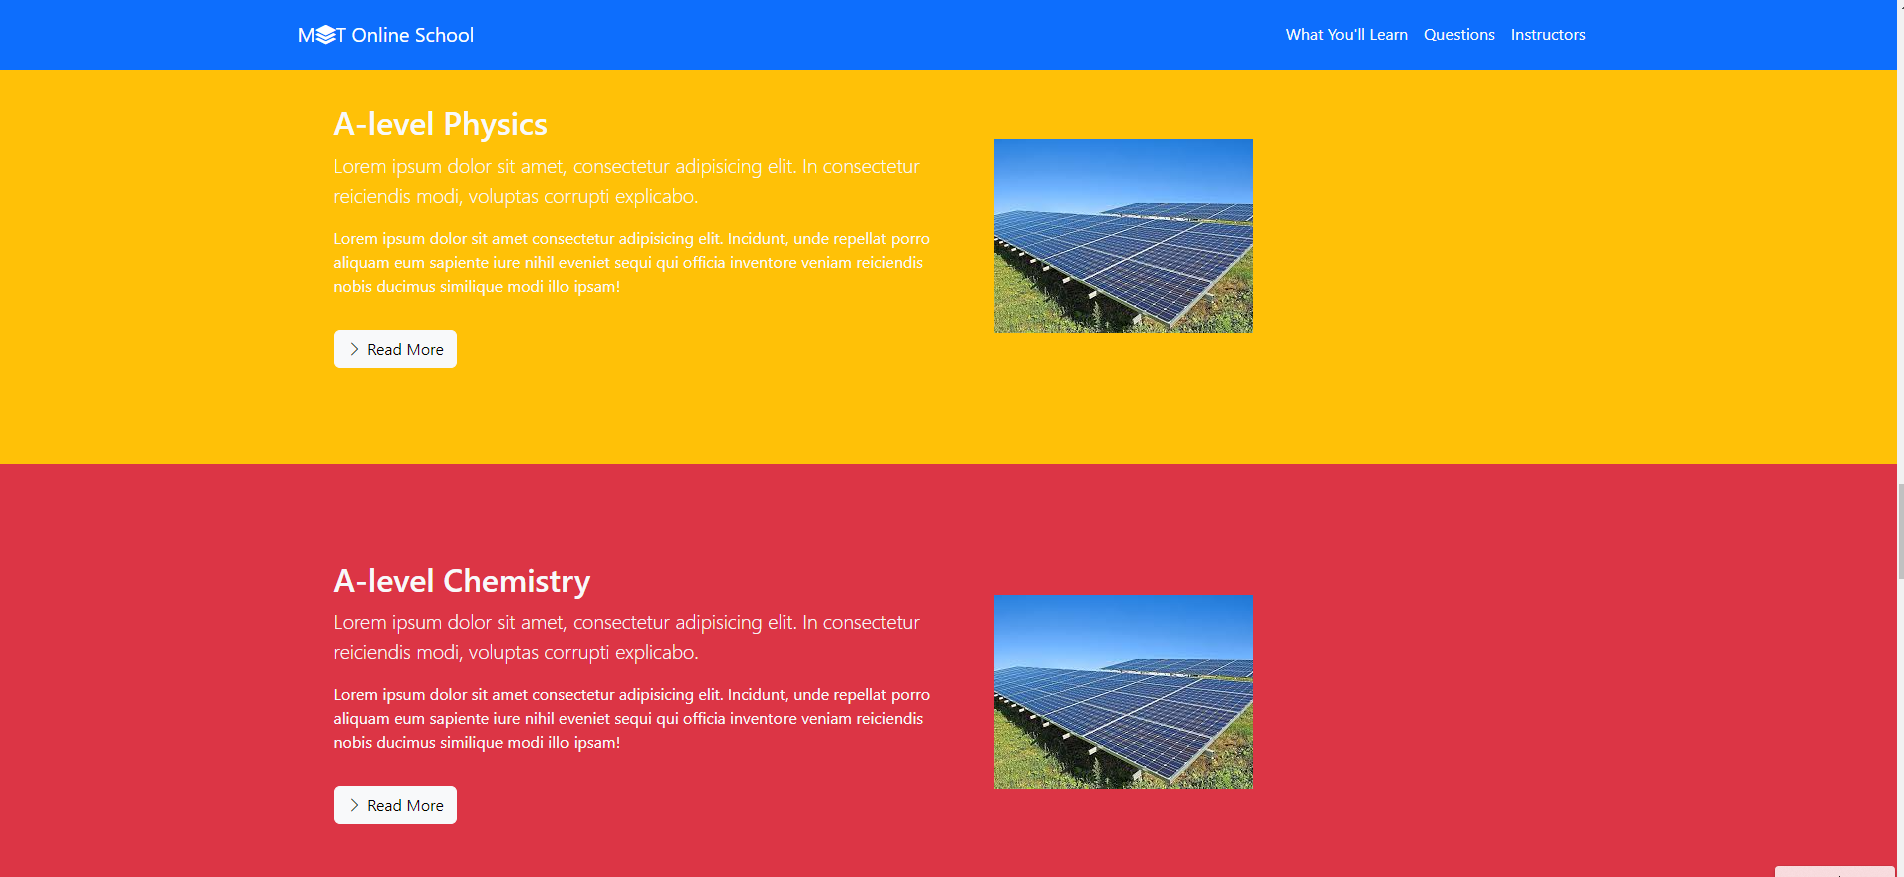 MT Online School
What You'll Learn Questions Instructors
A-level Physics
Lorem ipsum dolor sit amet, consectetur adipisicing elit. In consectetur
reiciendis modi, voluptas corrupti explicabo.
Lorem ipsum dolor sit amet consectetur adipisicing elit. Incidunt, unde repellat porro
aliquam eum sapiente iure nihil eveniet sequi qui officia inventore veniam reiciendis
nobis ducimus similique modi illo ipsam!
Read More
A-level Chemistry
Lorem ipsum dolor sit amet, consectetur adipisicing elit. In consectetur
reiciendis modi, voluptas corrupti explicabo.
Lorem ipsum dolor sit amet consectetur adipisicing elit. Incidunt, unde repellat porro
aliquam eum sapiente iure nihil eveniet sequi qui officia inventore veniam reiciendis
nobis ducimus similique modi illo ipsam!
Read More